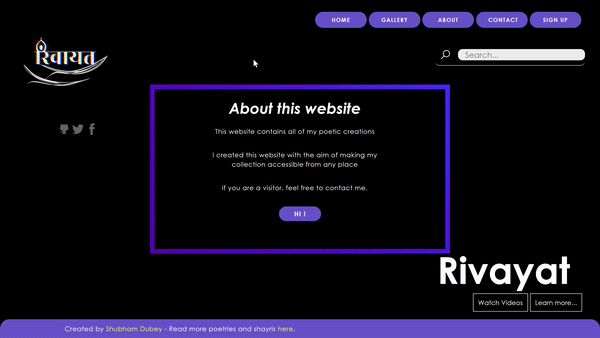 HOME GALLERY ABOUT CONTACT SIGN UP
रिवायत
Search...
About this website
This website contains all of my poetic creations
I created this website with the aim of making my
collection accessible from any place
if you are a visitor, feel free to contact me.
HI !
Rivayat
Watch Videos Learn more...
Created by Shubham Dubey - Read more poetries and shayris here.